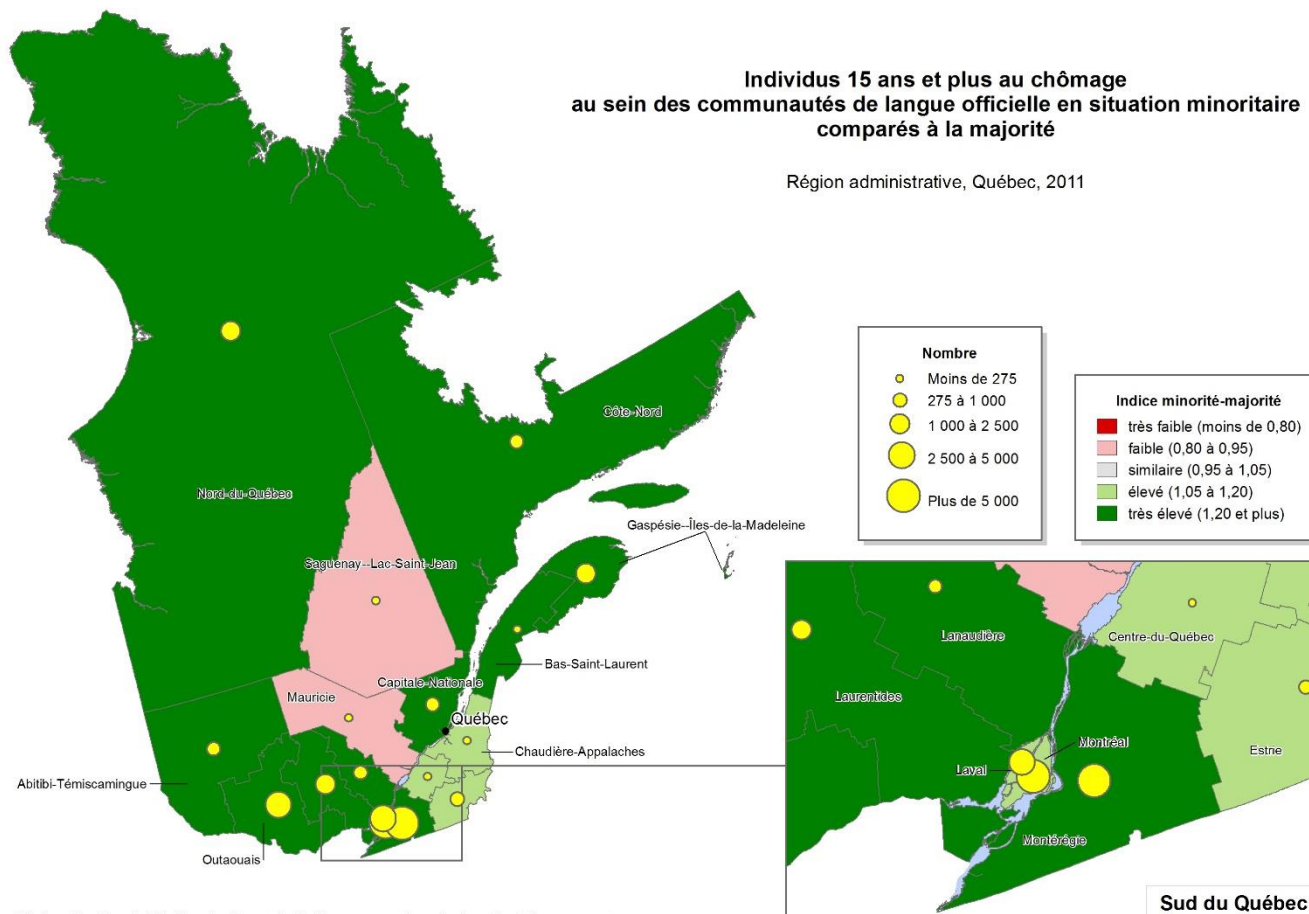 Individus 15 ans et plus au chômage
au sein des communautés de langue officielle en situation minoritaire
comparés à la majorité
Région administrative, Québec, 2011
Nombre
Moins de 275
275 à 1 000
1 000 à 2 500
2 500 à 5 000
Plus de 5 000
Indice minorité-majorité
très faible (moins de 0,80)
faible (0,80 à 0,95)
similaire (0,95 à 1,05)
élevé (1,05 à 1,20)
très élevé (1,20 et plus)
Côte-Nord
Nord-du-Québec
Gaspésie--Îles-de-la-Madeleine
Saguenay--Lac-Saint-Jean
Bas-Saint-Laurent
Capitale-Nationale
Mauricie
Québec
Chaudière-Appalaches
Abitibi-Témiscamingue
Outaouais
Lanaudière
Centre-du-Québec
Laurentides
Montréal
Laval
Estrie
Montérégie
Sud du Québec